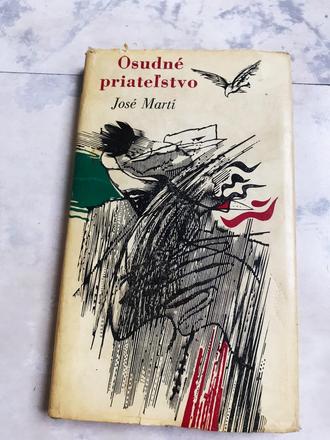 Osudné
priateľstvo
José Martí